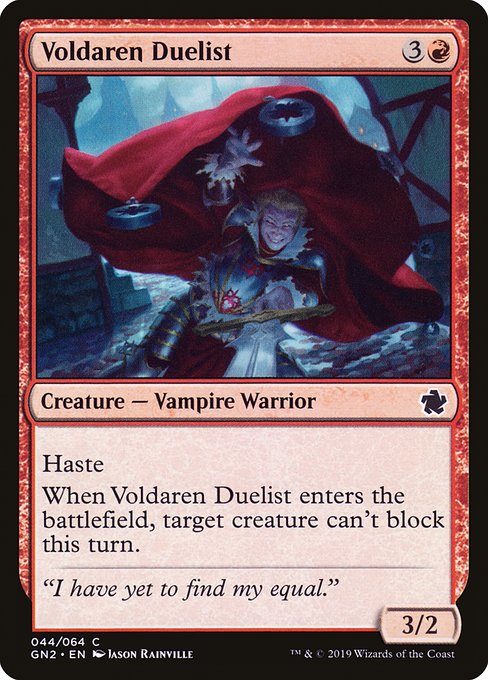 Voldaren Duelist 3
Creature — Vampire Warrior
Haste
When Voldaren Duelist enters the
battlefield, target creature can't block
this turn.
"I have yet to find my equal."
3/2
044/064 C
GN2 • EN Jason Rainville
™ & © 2019 Wizards of the Coast